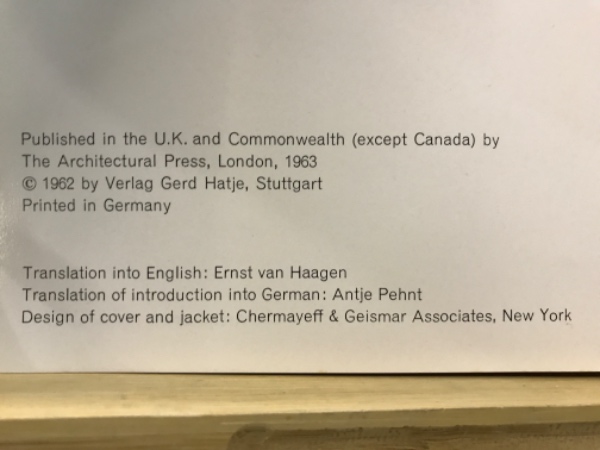 Published in the U.K. and Commonwealth (except Canada) by
The Architectural Press, London, 1963
© 1962 by Verlag Gerd Hatje, Stuttgart
Printed in Germany
Translation into English: Ernst van Haagen
Translation of introduction into German: Antje Pehnt
Design of cover and jacket: Chermayeff & Geismar Associates, New York